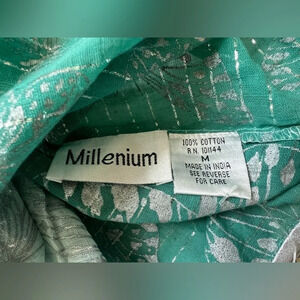 Millenium
100% COTTON
R.N. 101144
M
MADE IN INDIA
SEE REVERSE
FOR CARE